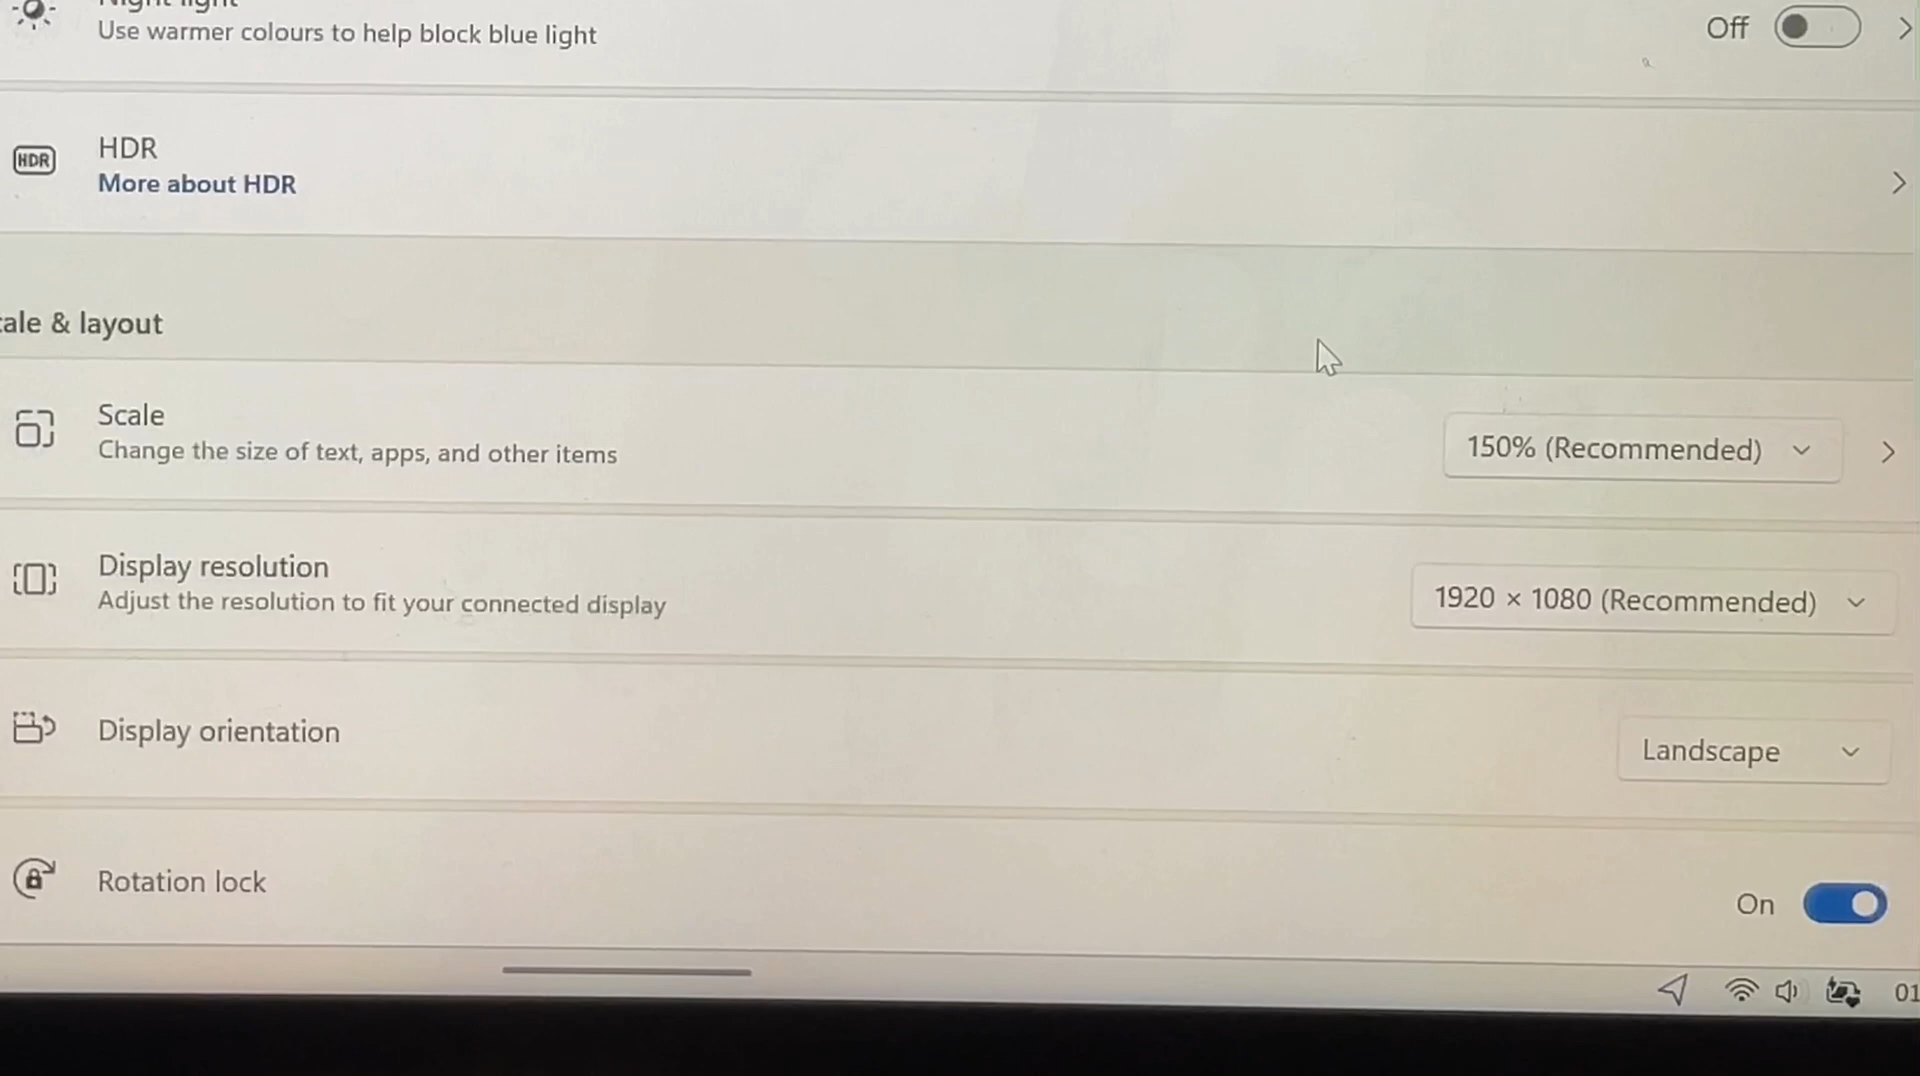 Night light
Use warmer colours to help block blue light
Off
HDR
HDR
More about HDR
ale & layout
Scale
Change the size of text, apps, and other items
150% (Recommended)
Display resolution
Adjust the resolution to fit your connected display
1920 × 1080 (Recommended)
Display orientation
Landscape
Rotation lock
On
01